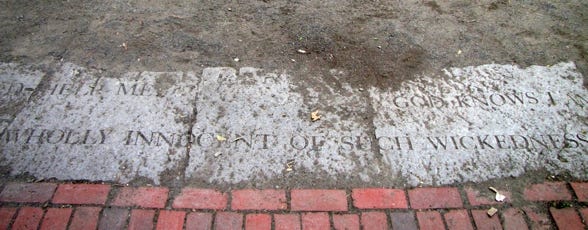 D HELP ME GOD KNOWS I A
WHOLLY INNOCENT OF SUCH WICKEDNESS